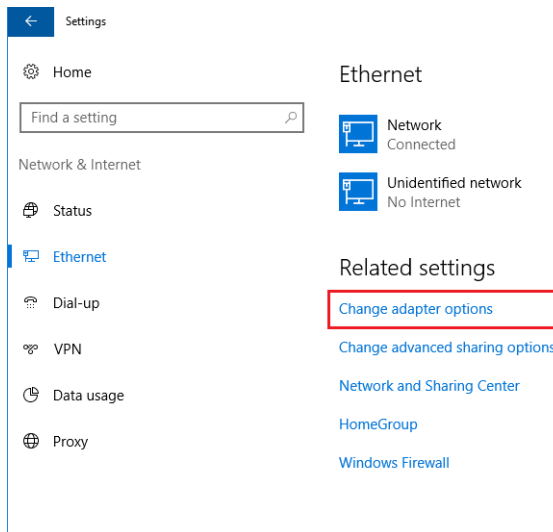 Settings
Home
Find a setting
Network & Internet
Status
Ethernet
Dial-up
VPN
Data usage
Proxy
Ethernet
Network
Connected
Unidentified network
No Internet
Related settings
Change adapter options
Change advanced sharing options
Network and Sharing Center
HomeGroup
Windows Firewall